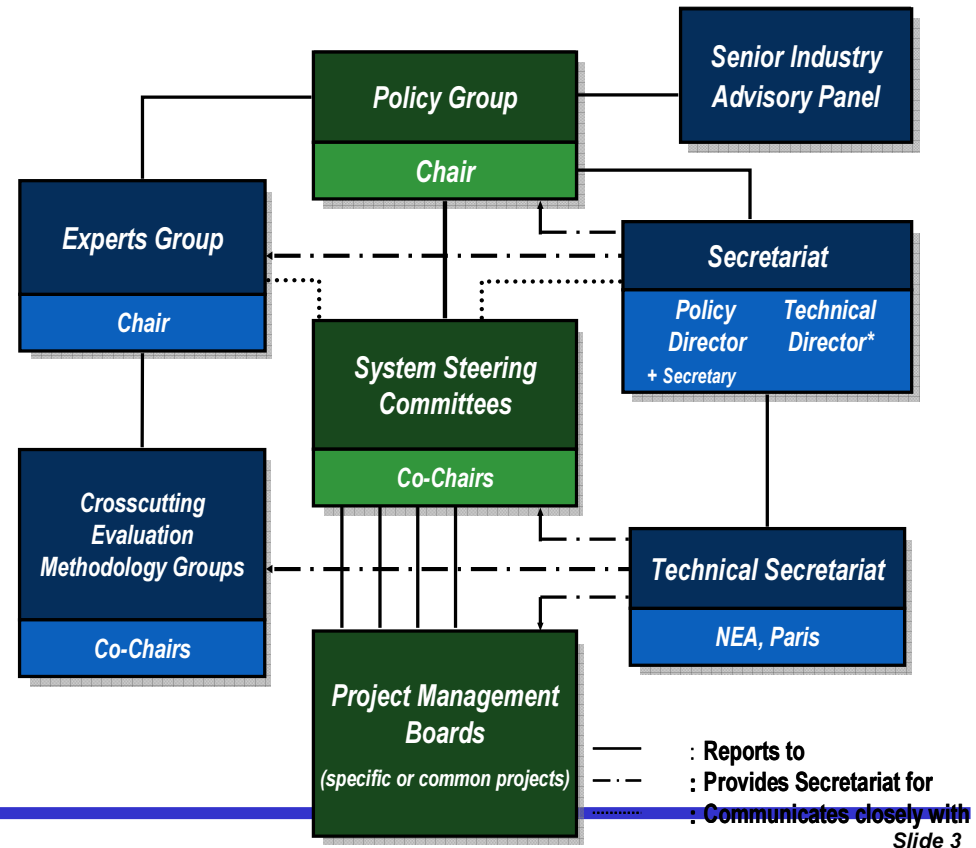 Senior Industry
Advisory Panel
Policy Group
Chair
Experts Group
Chair
Secretariat
Policy
Director
+ Secretary
Technical
Director*
System Steering
Committees
Co-Chairs
Crosscutting
Evaluation
Methodology Groups
Co-Chairs
Technical Secretariat
NEA, Paris
Project Management
Boards
(specific or common projects)
: Reports to
: Provides Secretariat for
: Communicates closely with
Slide 3